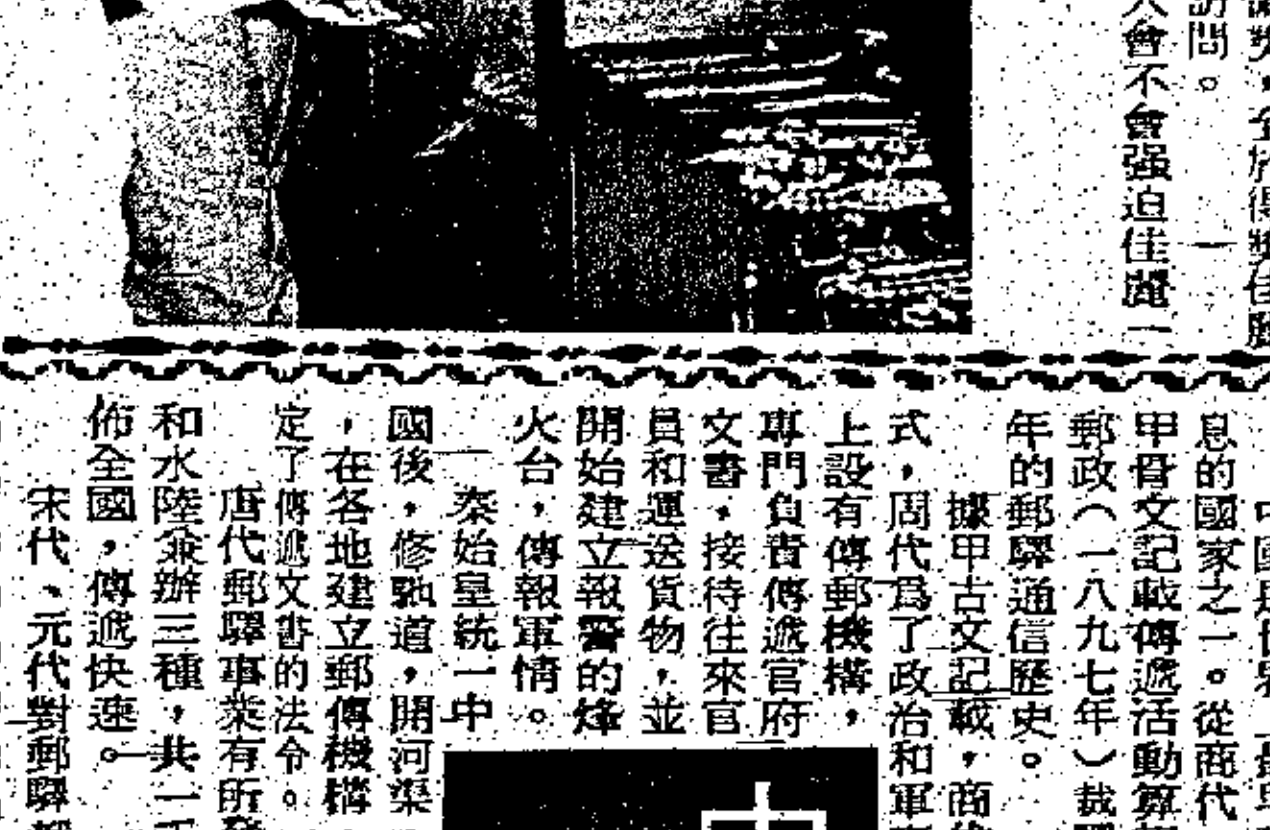 得獎佳麗
訪問。
會不會强迫佳麗一
中國是世界
息的國家之一。從商代
甲骨文記載傳遞活動算
郵政（一八九七年）裁
年的郵驛通信歷史。
據甲古文記載，商
式，周代爲了政治和軍
上設有傳郵機構，
專門負責傳遞官府
文書，接待往來官
員和運送貨物，並
開始建立報警的烽
火台，傳報軍情。
秦始皇統一中
國後，修馳道，開河渠
，在各地建立郵傳機構
定了傳遞文書的法令。
唐代郵驛事業有所
和水陸兼辦三種，共一
佈全國，傳遞快速。
宋代、元代對郵驛